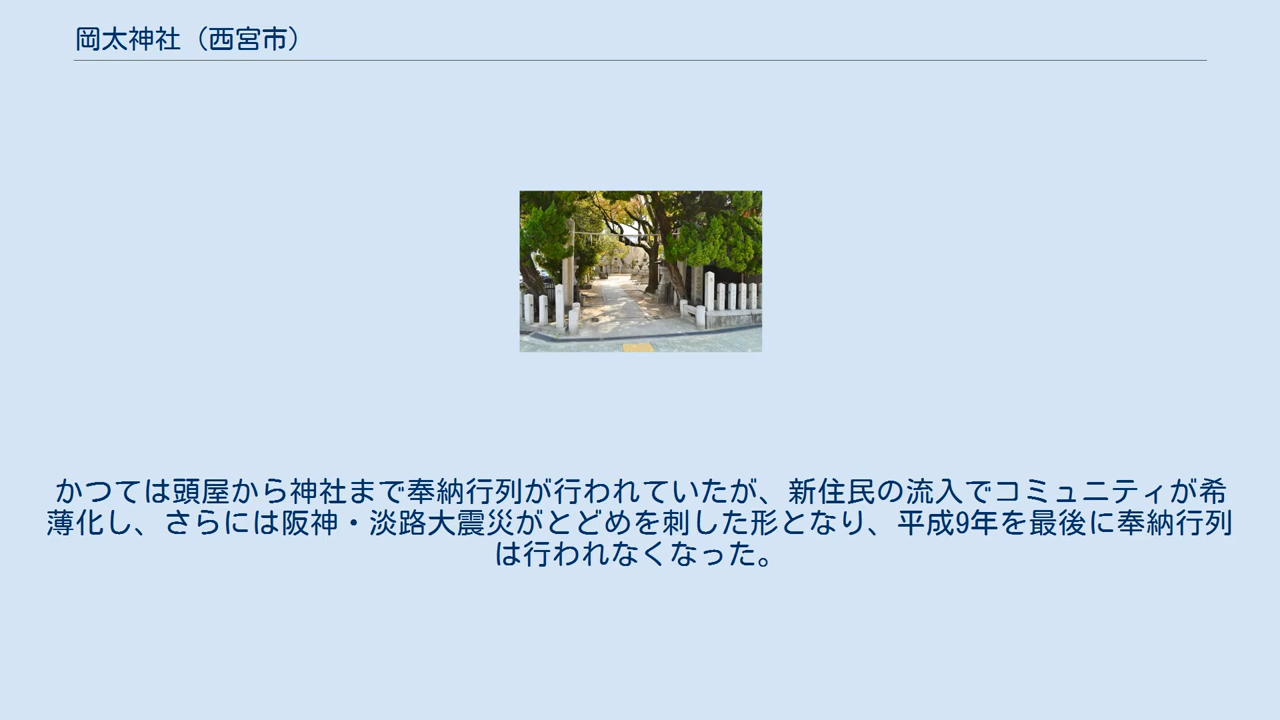 岡太神社（西宮市）
かつては頭屋から神社まで奉納行列が行われていたが、新住民の流入でコミュニティが希
薄化し、さらには阪神・淡路大震災がとどめを刺した形となり、平成9年を最後に奉納行列
は行われなくなった。